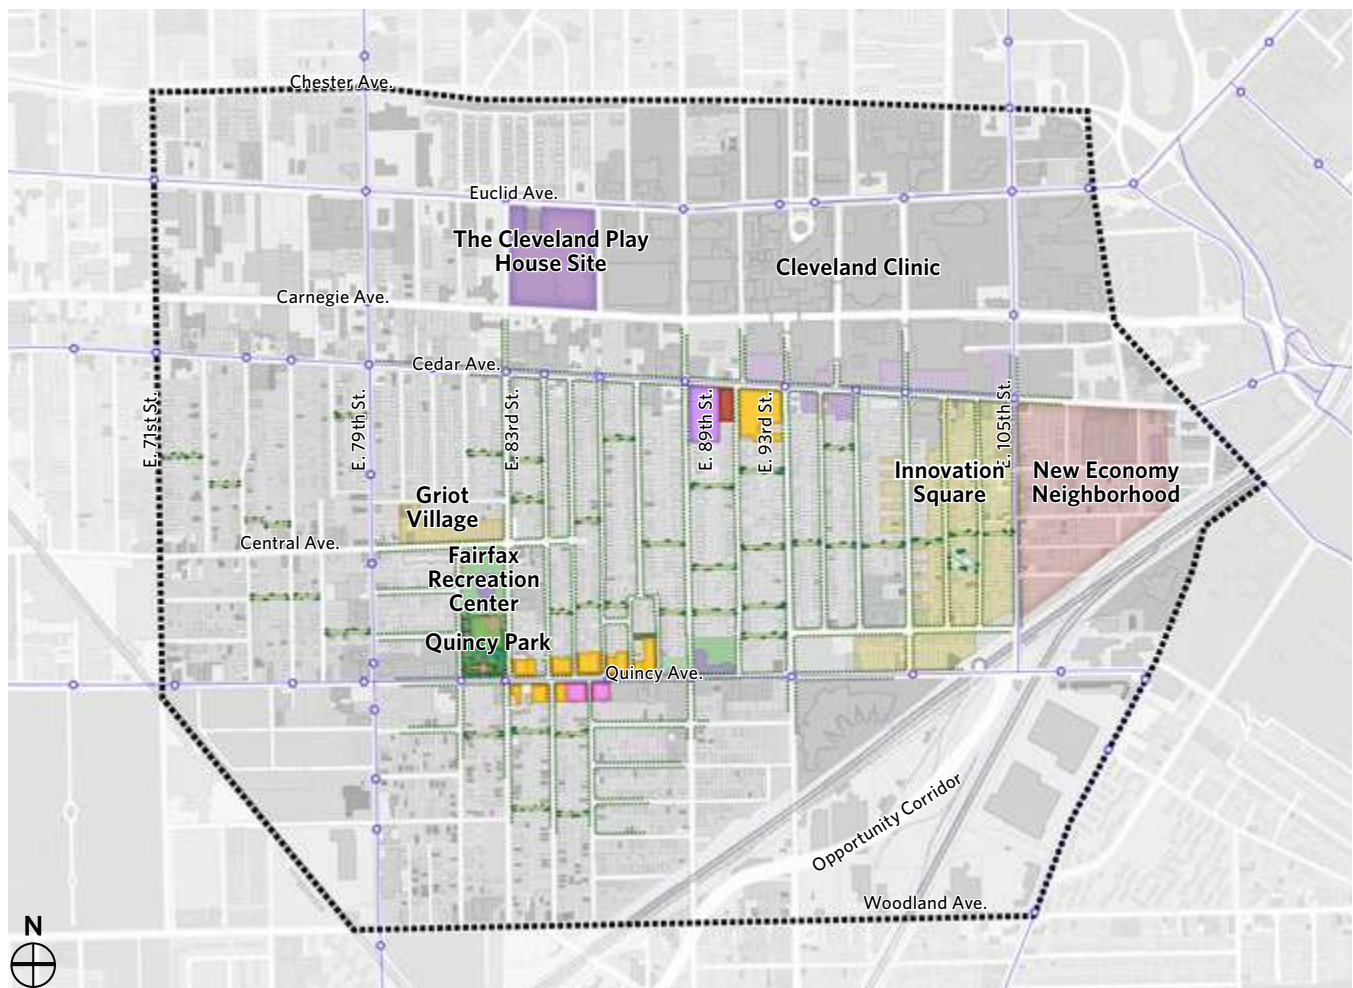 Chester Ave.
Euclid Ave.
The Cleveland Play
House Site
Cleveland Clinic
Carnegie Ave.
Cedar Ave.
E. 71st St.
E. 79th St.
E. 83rd St.
E. 89th St.
E. 93rd St.
E. 105th St.
Innovation
Square
New Economy
Neighborhood
Griot
Village
Central Ave.
Fairfax
Recreation
Center
Quincy Park
Quincy Ave.
Opportunity Corridor
Woodland Ave.
N